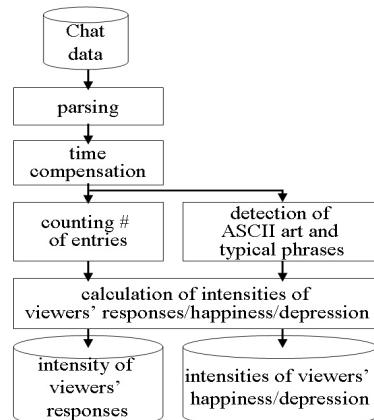 Chat
data
parsing
time
compensation
counting #
of entries
detection of
ASCII art and
typical phrases
calculation of intensities of
viewers' responses/happiness/depression
intensity of
viewers'
responses
intensities of viewers'
happiness/depression